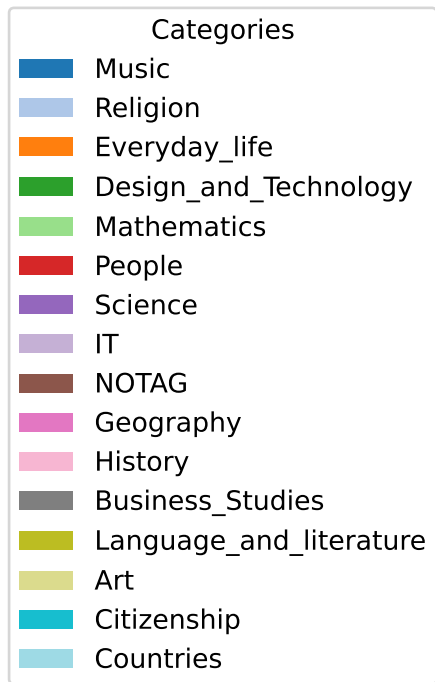 Categories
Music
Religion
Everyday_life
Design_and_Technology
Mathematics
People
Science
IT
NOTAG
Geography
History
Business_Studies
Language_and_literature
Art
Citizenship
Countries